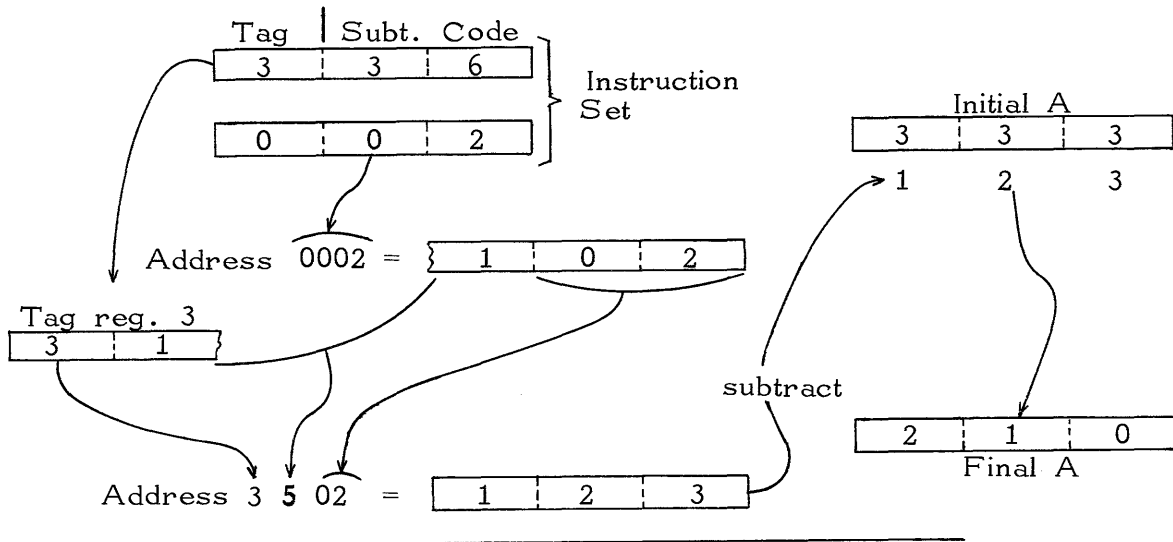 Tag Subt. Code
3 3 6
Instruction Set
0 0 2
Initial A
3 3 3
1 2 3
Address 0002 = 1 0 2
Tag reg. 3
3 1
subtract
2 1 0
Final A
Address 3 5 02 = 1 2 3